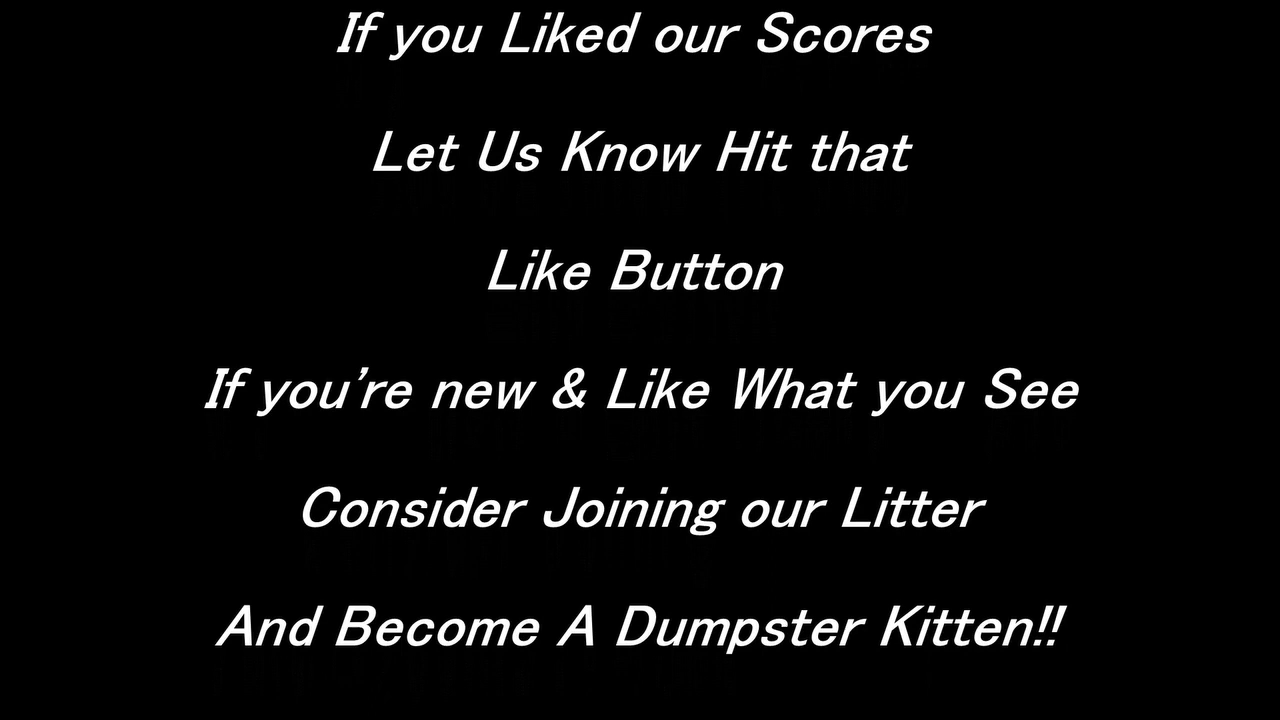 If you Liked our Scores
Let Us Know Hit that
Like Button
If you’re new & Like What you See
Consider Joining our Litter
And Become A Dumpster Kitten!!